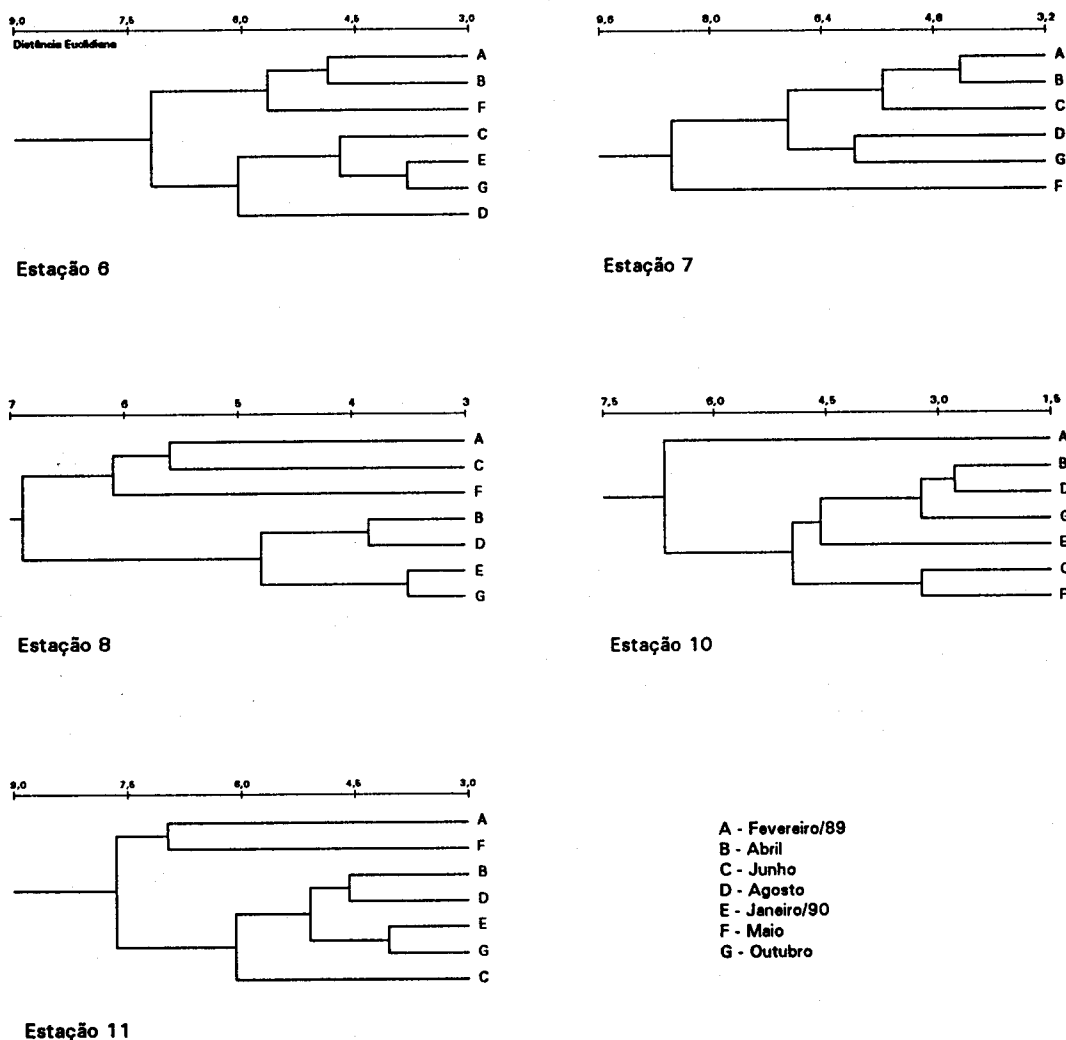 9,0 7,5 6,0 4,5 3,0
Distância Euclidiana
A
B
F
C
E
G
D
Estação 6
9,6 8,0 6,4 4,8 3,2
A
B
C
D
G
F
Estação 7
7 6 5 4 3
A
C
F
B
D
E
G
Estação 8
7,5 6,0 4,5 3,0 1,5
A
B
D
G
E
C
F
Estação 10
9,0 7,5 6,0 4,5 3,0
A
F
B
D
E
G
C
Estação 11
A - Fevereiro/89
B - Abril
C - Junho
D - Agosto
E - Janeiro/90
F - Maio
G - Outubro